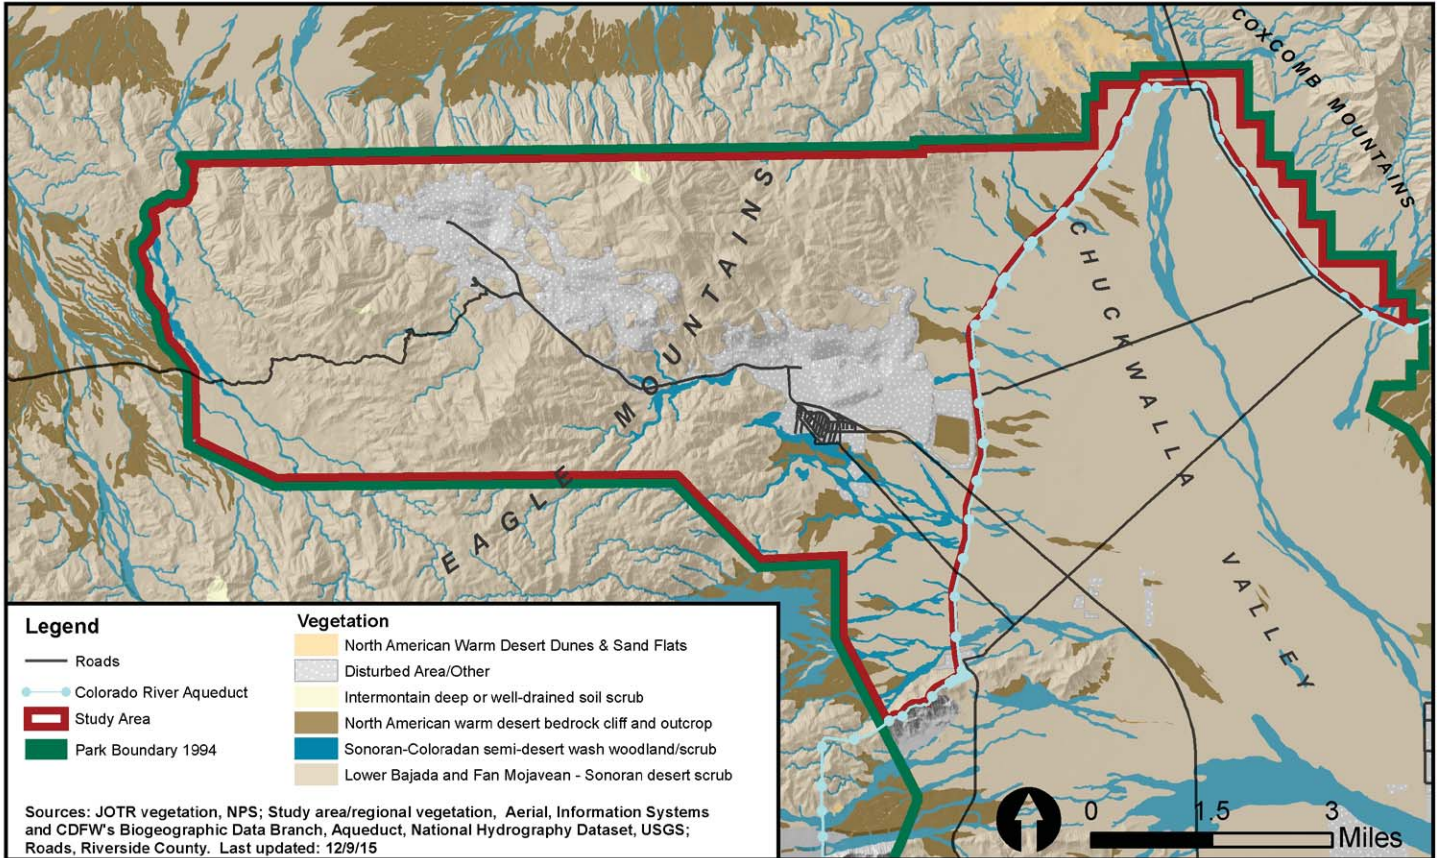 COXCOMB MOUNTAINS
EAGLE MOUNTAINS
CHUCKWALLA VALLEY
Legend
Roads
Colorado River Aqueduct
Study Area
Park Boundary 1994
Vegetation
North American Warm Desert Dunes & Sand Flats
Disturbed Area/Other
Intermontain deep or well-drained soil scrub
North American warm desert bedrock cliff and outcrop
Sonoran-Coloradan semi-desert wash woodland/scrub
Lower Bajada and Fan Mojavean - Sonoran desert scrub
Sources: JOTR vegetation, NPS; Study area/regional vegetation, Aerial, Information Systems
and CDFW's Biogeographic Data Branch, Aqueduct, National Hydrography Dataset, USGS;
Roads, Riverside County. Last updated: 12/9/15
0 1.5 3
Miles